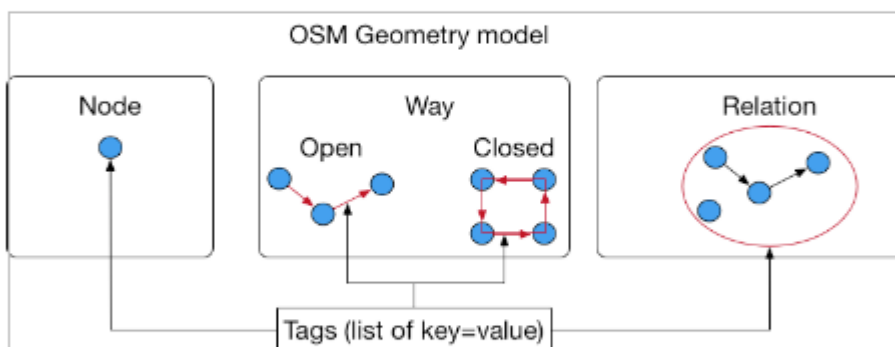 OSM Geometry model
Node
Way
Relation
Open
Closed
Tags (list of key=value)